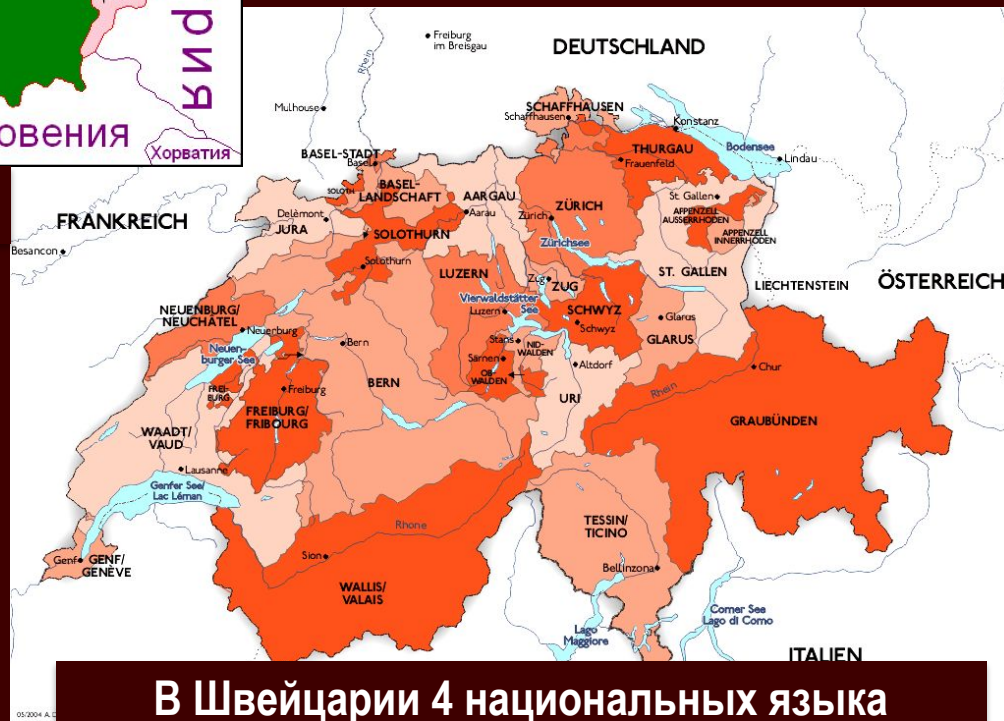 овения
Хорватия
Freiburg
im Breisgau
DEUTSCHLAND
Rhein
Mulhouse
SCHAFFHAUSEN
Schaffhausen
Konstanz
BASEL-STADT
Basel
THURGAU
Frauenfeld
Bodensee
Lindau
BASEL-
LANDSCHAFT
AARGAU
SOLOTH
ZÜRICH
St. Gallen
FRANKREICH
Delèmont
JURA
Aarau
Zürich
APPENZELL
AUSSERRHODEN
SOLOTHURN
APPENZELL
INNERRHODEN
Besancon
Zürichsee
Solothurn
LUZERN
Zug
ZUG
ST. GALLEN
LIECHTENSTEIN
ÖSTERREICH
NEUENBURG/
NEUCHÂTEL
Vierwaldstätter
See
Luzern
SCHWYZ
Schwyz
Glarus
GLARUS
Neuenburg
Neuen-
burger See
Bern
Stans
NID-
WALDEN
Sarnen
OB-
WALDEN
Altdorf
Chur
BERN
FREI-
BURG
Freiburg
URI
Rhein
FREIBURG/
FRIBOURG
GRAUBÜNDEN
WAADT/
VAUD
Lausanne
Genfer See/
Lac Léman
TESSIN/
TICINO
Rhone
Genf
GENF/
GENÈVE
Sion
Bellinzona
WALLIS/
VALAIS
Comer See
Lago di Como
Lago
Maggiore
ITALIEN
В Швейцарии 4 национальных языка
05/2004 A.